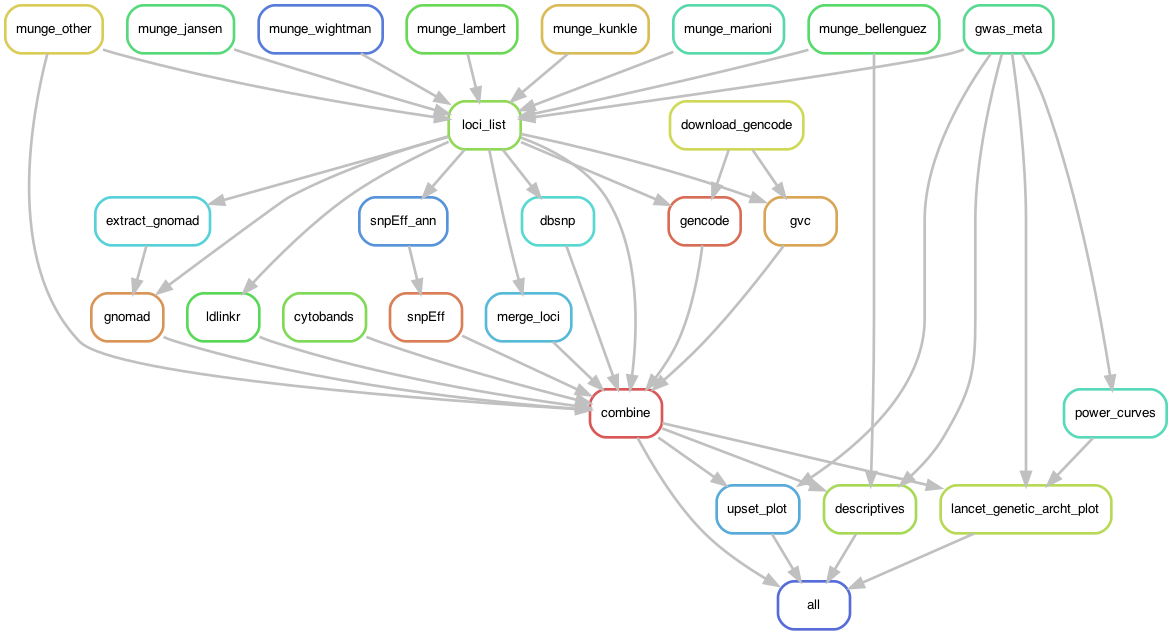 munge_other
munge_jansen
munge_wightman
munge_lambert
munge_kunkle
munge_marioni
munge_bellenguez
gwas_meta
loci_list
download_gencode
extract_gnomad
snpEff_ann
dbsnp
gencode
gvc
gnomad
ldlinkr
cytobands
snpEff
merge_loci
combine
power_curves
upset_plot
descriptives
lancet_genetic_archt_plot
all